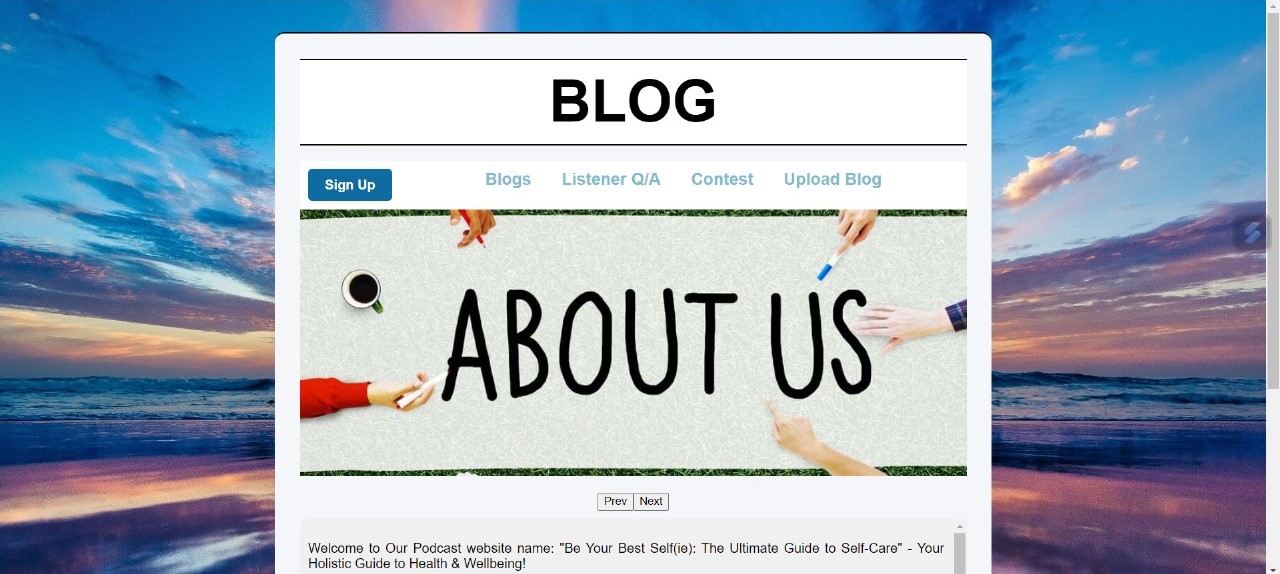 BLOG
Sign Up
Blogs Listener Q/A Contest Upload Blog
ABOUT US
Prev Next
Welcome to Our Podcast website name: "Be Your Best Self(ie): The Ultimate Guide to Self-Care" - Your
Holistic Guide to Health & Wellbeing!